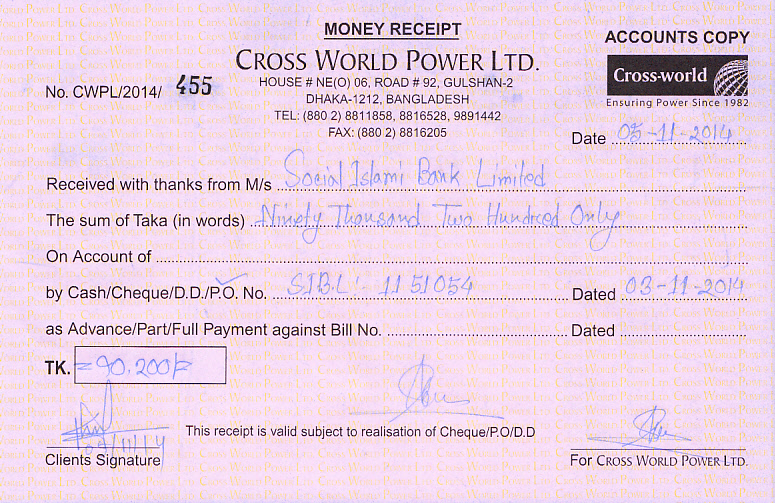 MONEY RECEIPT
ACCOUNTS COPY
CROSS WORLD POWER LTD.
HOUSE # NE(O) 06, ROAD # 92, GULSHAN-2
DHAKA-1212, BANGLADESH
TEL: (880 2) 8811858, 8816528, 9891442
FAX: (880 2) 8816205
Cross-world
Ensuring Power Since 1982
No. CWPL/2014/ 455
Date 05-11-2014
Received with thanks from M/s Social Islami Bank Limited
The sum of Taka (in words) Ninety Thousand Two Hundred Only
On Account of
by Cash/Cheque/D.D./P.O. No. SIBL:- 1151054 Dated 03-11-2014
as Advance/Part/Full Payment against Bill No. Dated
TK. =90,200/=
This receipt is valid subject to realisation of Cheque/P.O/D.D
Clients Signature
For CROSS WORLD POWER LTD.